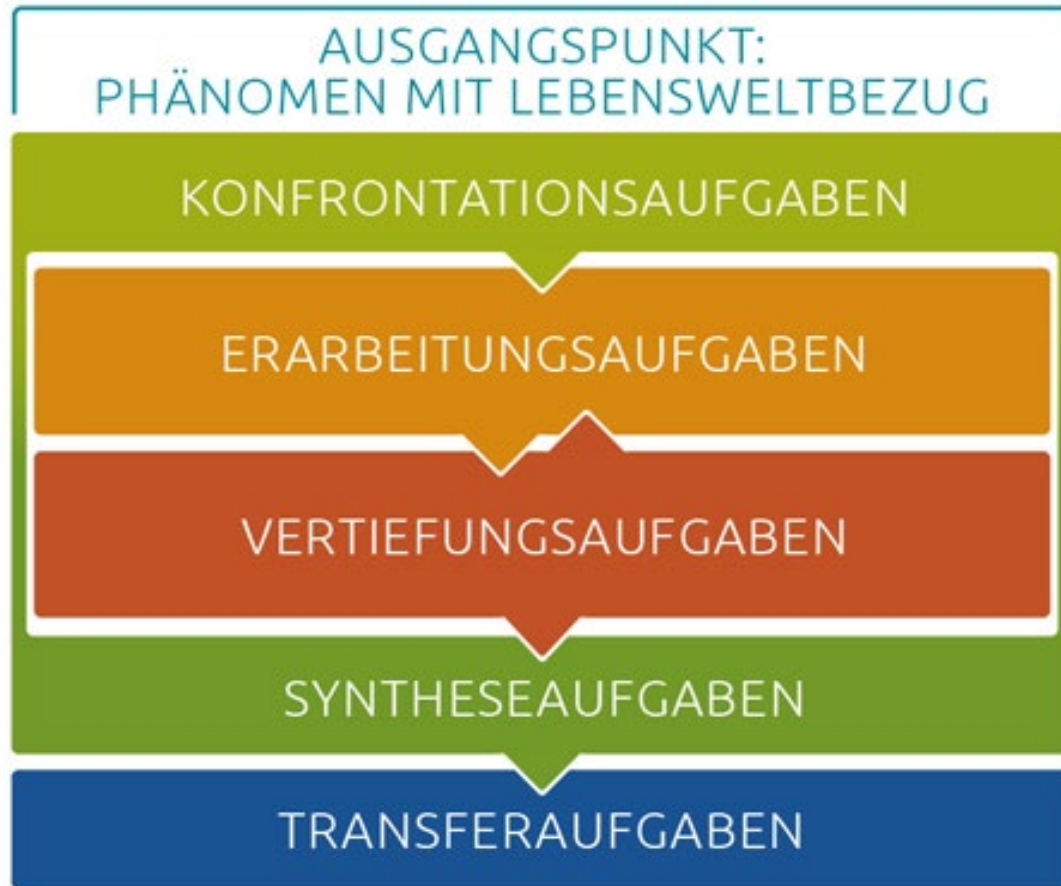 AUSGANGSPUNKT:
PHÄNOMEN MIT LEBENSWELTBEZUG
KONFRONTATIONSAUFGABEN
ERARBEITUNGSAUFGABEN
VERTIEFUNGSAUFGABEN
SYNTHESEAUFGABEN
TRANSFERAUFGABEN